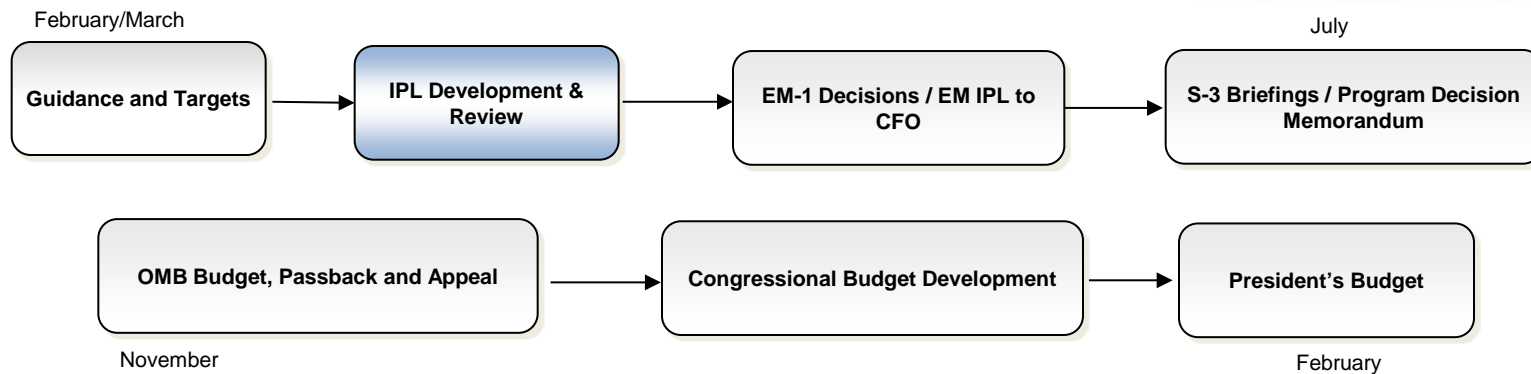 February/March
July
Guidance and Targets
IPL Development &
Review
EM-1 Decisions / EM IPL to
CFO
S-3 Briefings / Program Decision
Memorandum
OMB Budget, Passback and Appeal
Congressional Budget Development
President’s Budget
November
February